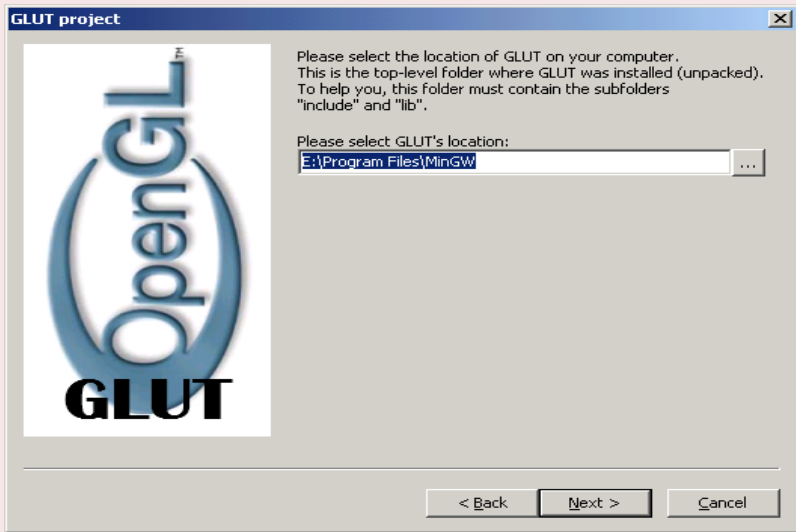 GLUT project
OpenGL™
GLUT
Please select the location of GLUT on your computer.
This is the top-level folder where GLUT was installed (unpacked).
To help you, this folder must contain the subfolders
"include" and "lib".
Please select GLUT's location:
E:\Program Files\MinGW
...
< Back
Next >
Cancel